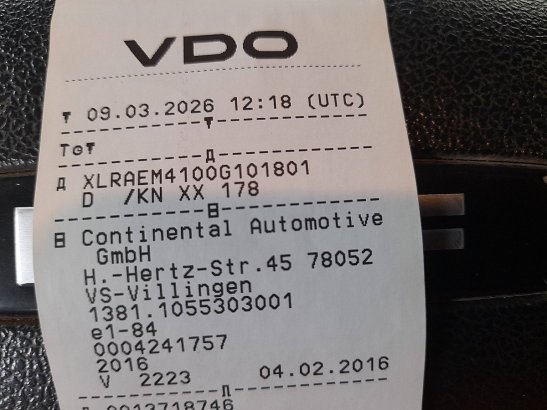 VDO
09.03.2026 12:18 (UTC)
XLRAEM4100G101801
D /KN XX 178
Continental Automotive
GmbH
H.-Hertz-Str.45 78052
VS-Villingen
1381.1055303001
e1-84
0004241757
2016
V 2223 04.02.2016
0012718746